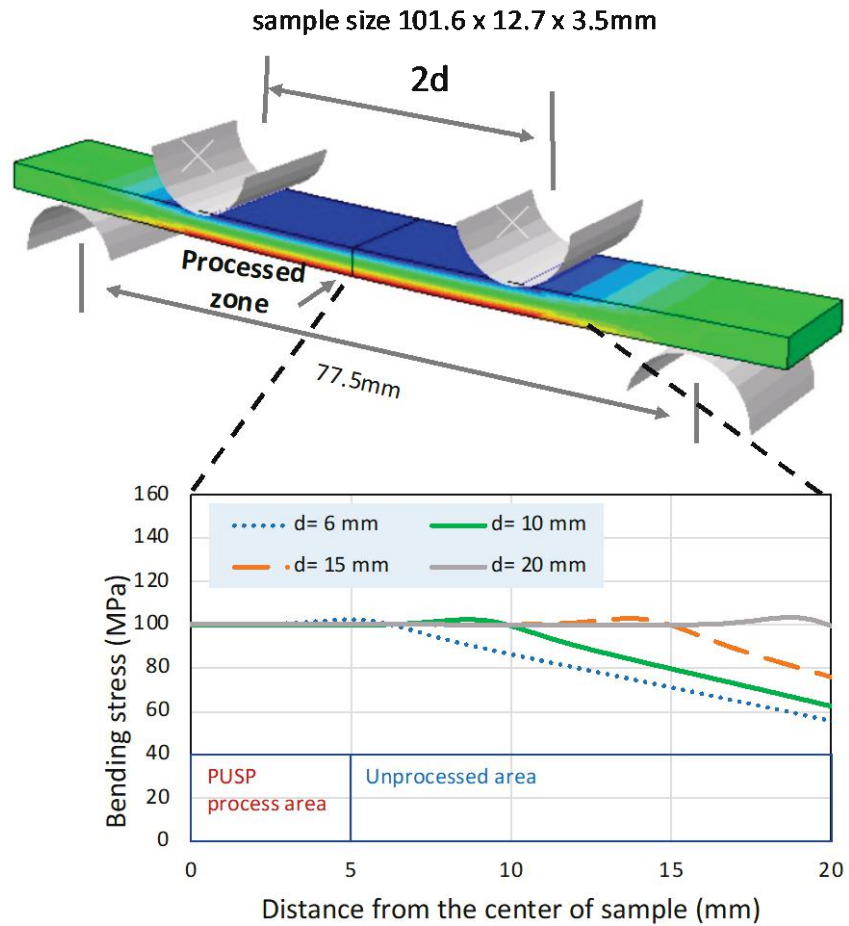 sample size 101.6 x 12.7 x 3.5mm
2d
Processed
zone
77.5mm
160
140
120
100
80
60
40
20
0
Bending stress (MPa)
d= 6 mm
d= 10 mm
d= 15 mm
d= 20 mm
PUSP
process area
Unprocessed area
0
5
10
15
20
Distance from the center of sample (mm)